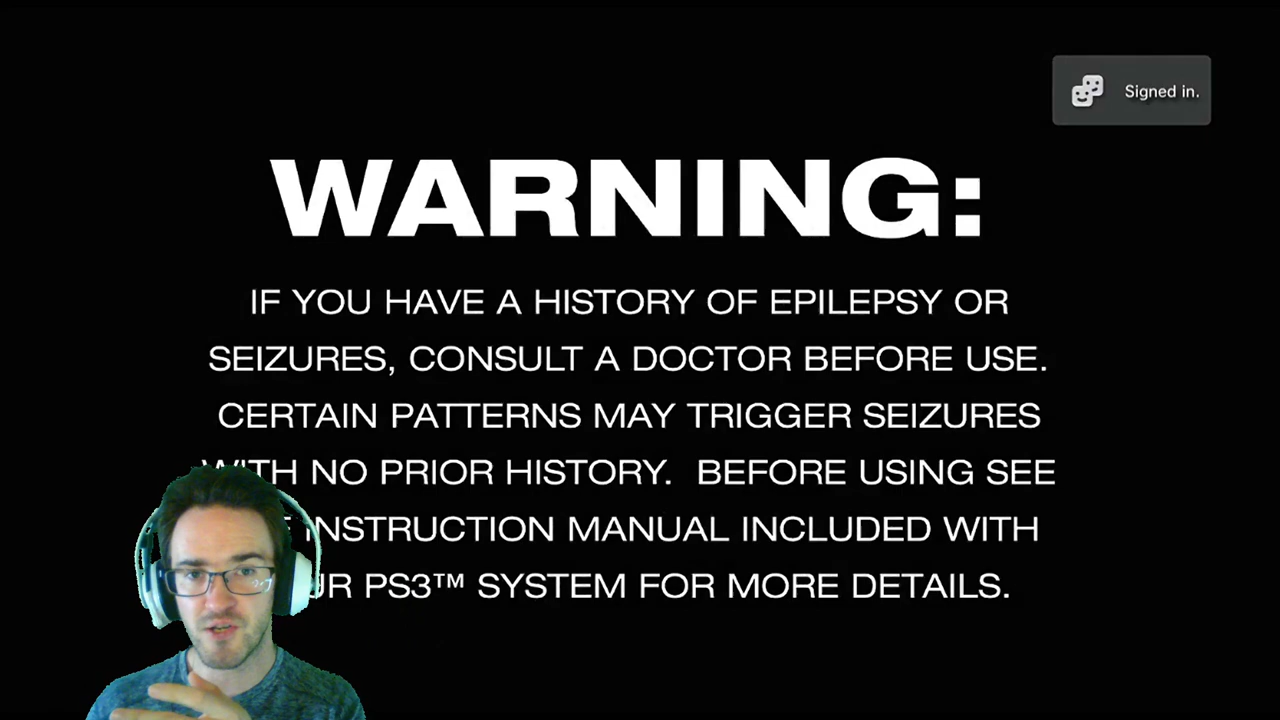 Signed in.
WARNING:
IF YOU HAVE A HISTORY OF EPILEPSY OR
SEIZURES, CONSULT A DOCTOR BEFORE USE.
CERTAIN PATTERNS MAY TRIGGER SEIZURES
WITH NO PRIOR HISTORY. BEFORE USING SEE
INSTRUCTION MANUAL INCLUDED WITH
PS3™ SYSTEM FOR MORE DETAILS.